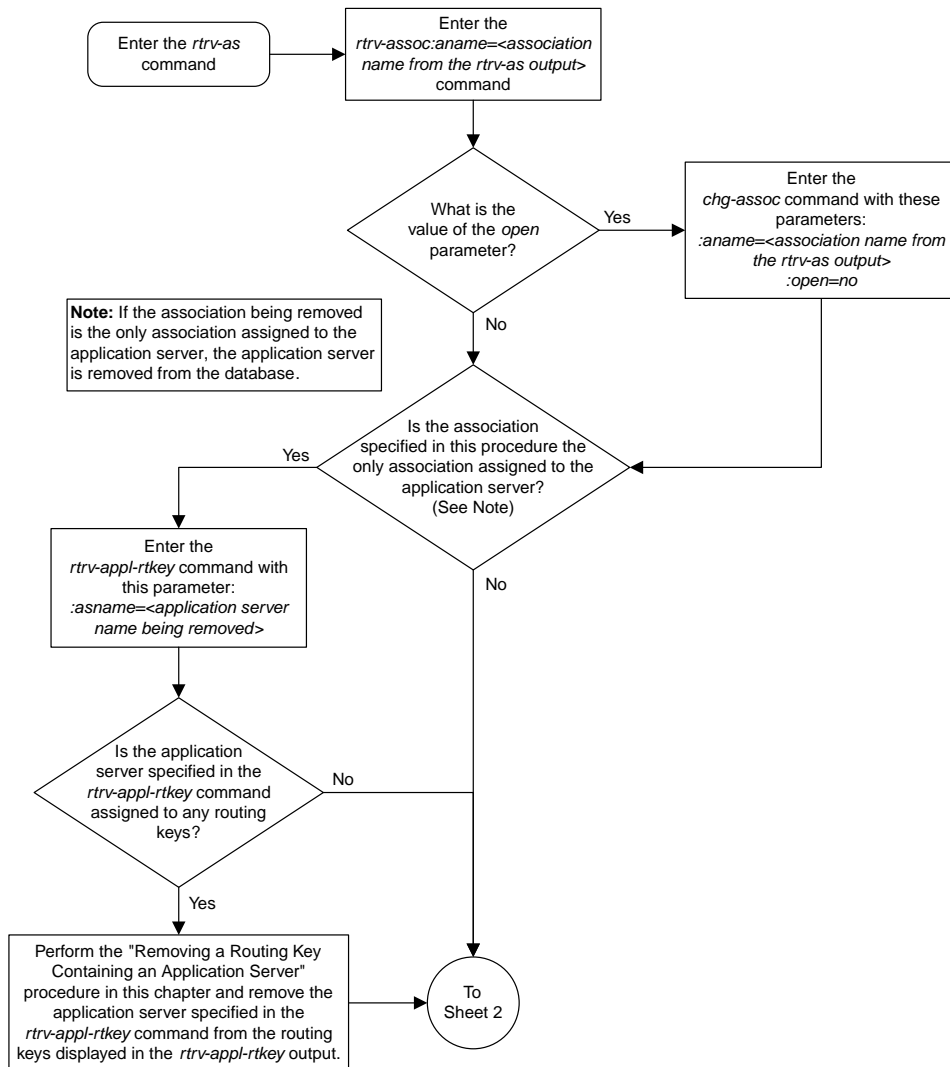 Enter the rtrv-as
command
Enter the
rtrv-assoc:aname=<association
name from the rtrv-as output>
command
What is the
value of the open
parameter?
Yes
Enter the
chg-assoc command with these
parameters:
:aname=<association name from
the rtrv-as output>
:open=no
Note: If the association being removed
is the only association assigned to the
application server, the application server
is removed from the database.
No
Is the association
specified in this procedure the
only association assigned to the
application server?
(See Note)
Yes
No
Enter the
rtrv-appl-rtkey command with
this parameter:
:asname=<application server
name being removed>
Is the application
server specified in the
rtrv-appl-rtkey command
assigned to any routing
keys?
No
Yes
Perform the "Removing a Routing Key
Containing an Application Server"
procedure in this chapter and remove the
application server specified in the
rtrv-appl-rtkey command from the routing
keys displayed in the rtrv-appl-rtkey output.
To
Sheet 2